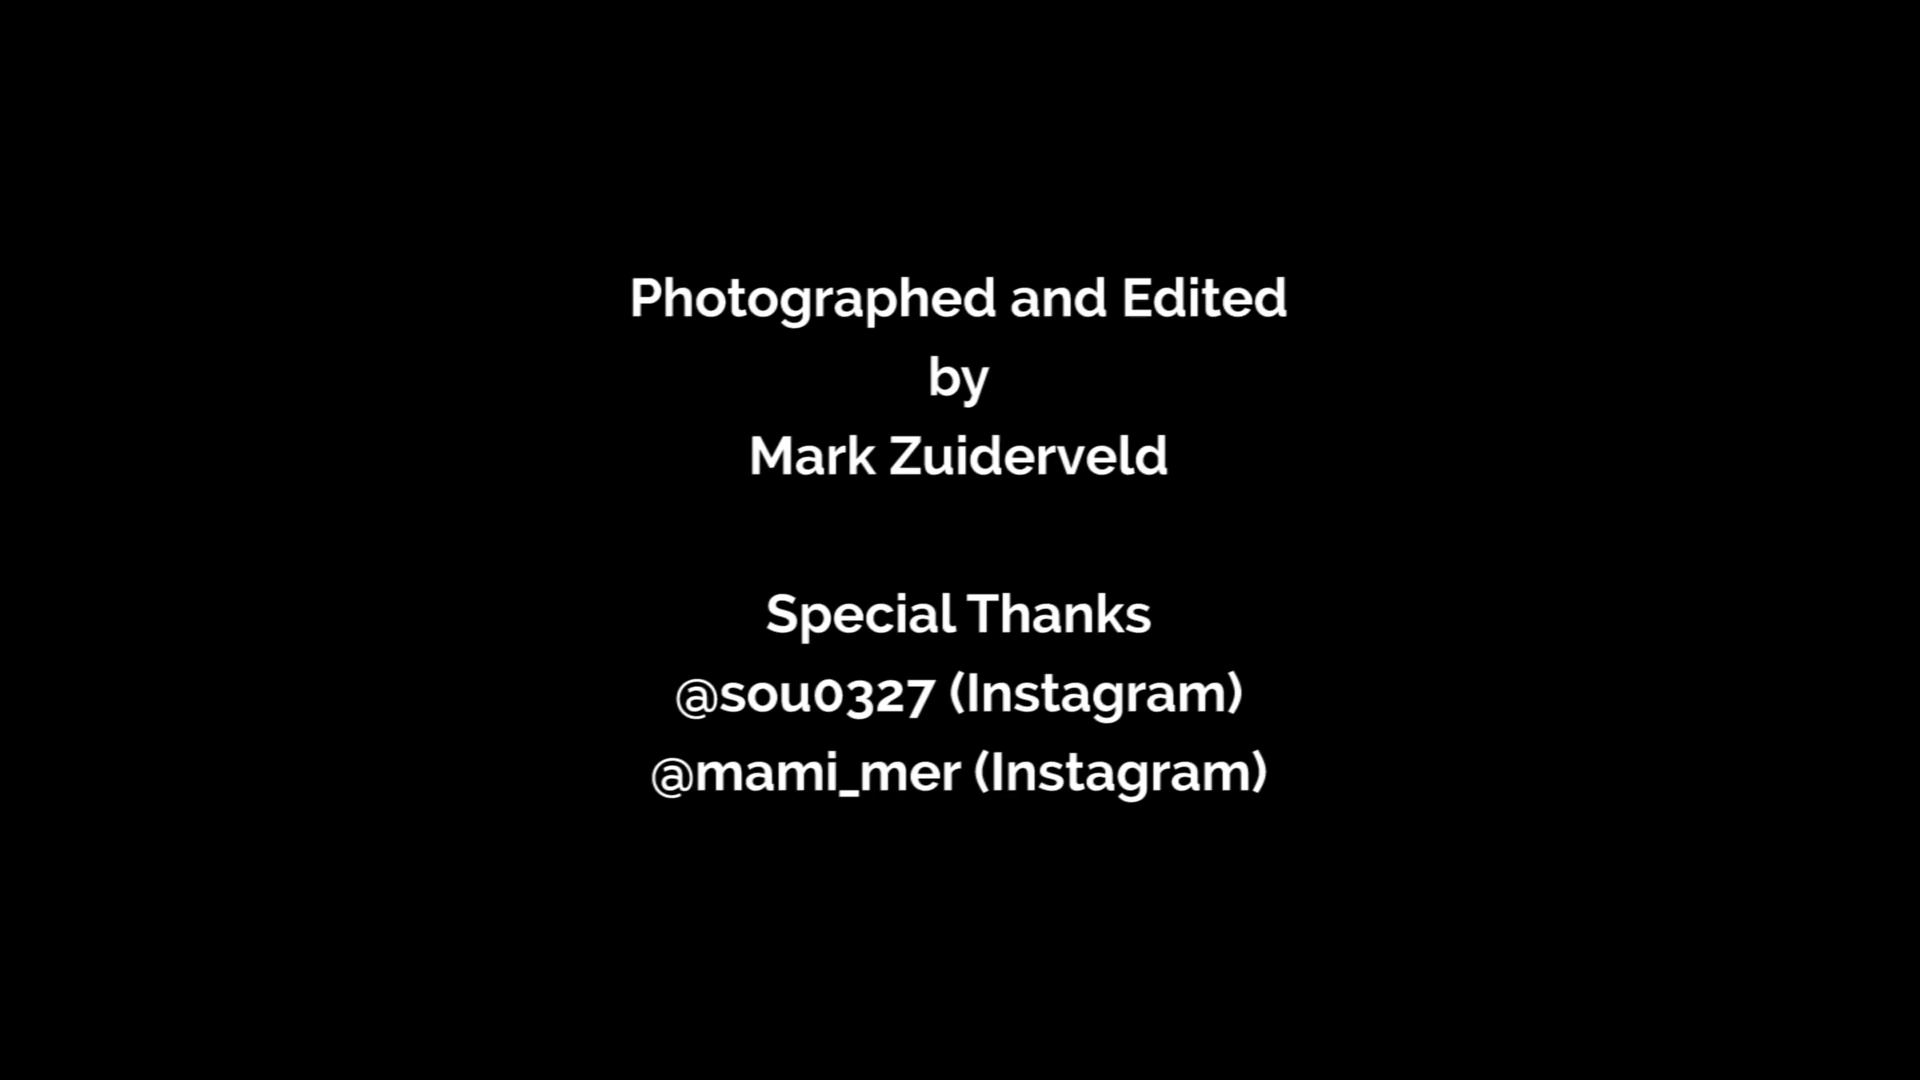 Photographed and Edited
by
Mark Zuiderveld
Special Thanks
@sou0327 (Instagram)
@mami_mer (Instagram)